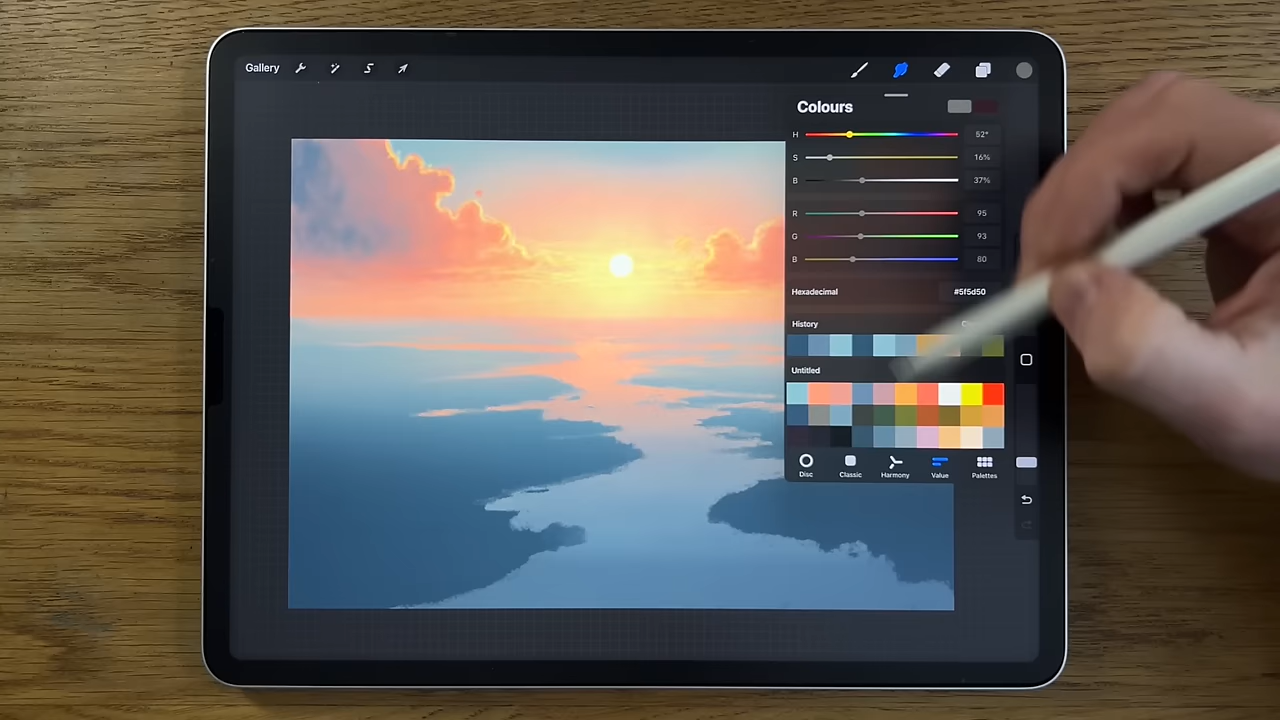 Gallery
Colours
H 52°
S 16%
B 37%
R 95
G 93
B 80
Hexadecimal #5f5d50
History
Untitled
Disc Classic Harmony Value Palettes